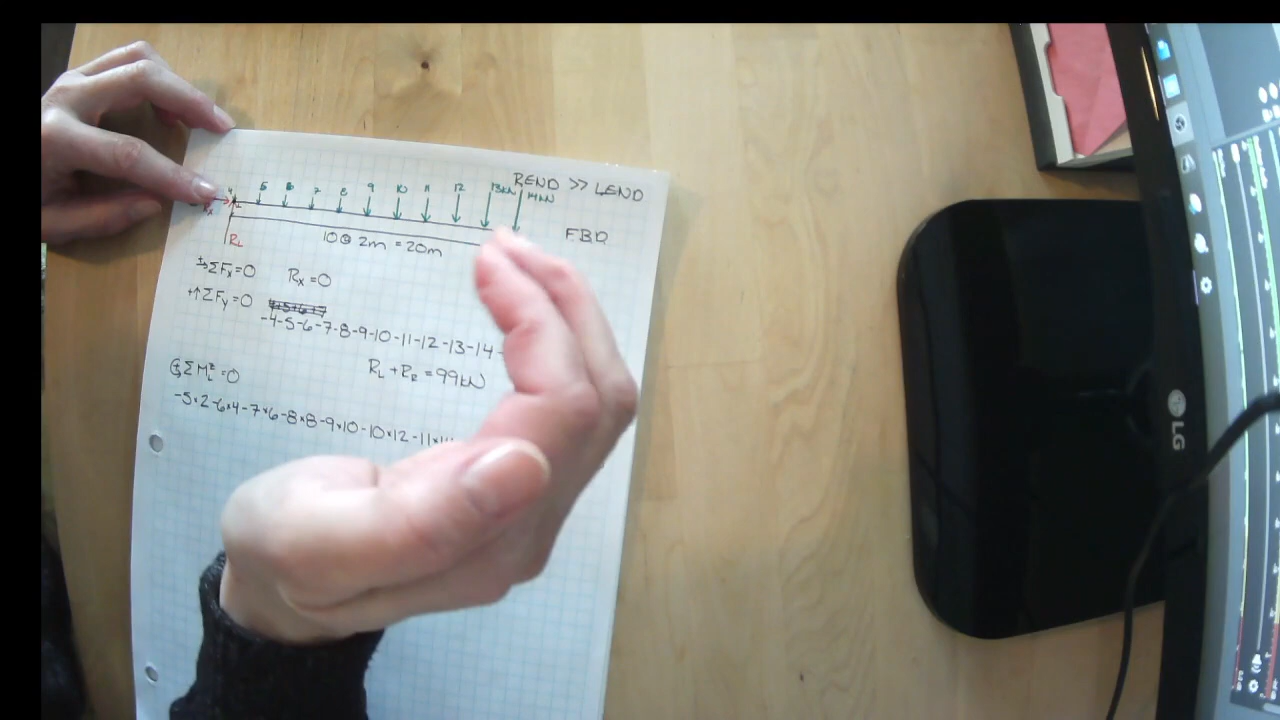 REND >> LEND
4 5 6 7 8 9 10 11 12 13kN 14kN
Rx
FBD
RL
10@ 2m = 20m
+→ΣFx=0 Rx=0
+↑ΣFy=0
-4-5-6-7-8-9-10-11-12-13-14-
RL+RR=99kN
ΣM_L^z=0
-5×2-6×4-7×6-8×8-9×10-10×12-11×
LG